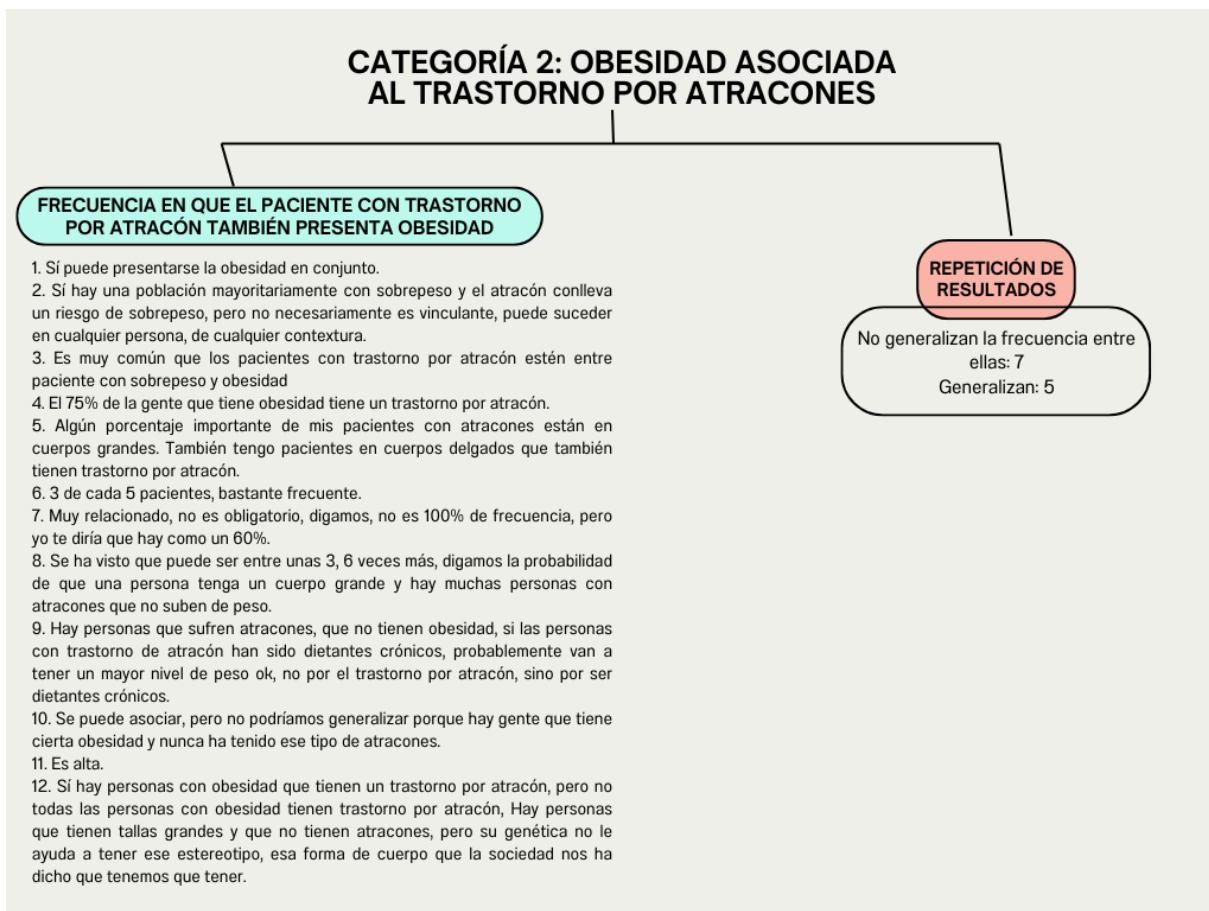 CATEGORÍA 2: OBESIDAD ASOCIADA
AL TRASTORNO POR ATRACONES
FRECUENCIA EN QUE EL PACIENTE CON TRASTORNO
POR ATRACÓN TAMBIÉN PRESENTA OBESIDAD
1. Sí puede presentarse la obesidad en conjunto.
2. Sí hay una población mayoritariamente con sobrepeso y el atracón conlleva
un riesgo de sobrepeso, pero no necesariamente es vinculante, puede suceder
en cualquier persona, de cualquier contextura.
3. Es muy común que los pacientes con trastorno por atracón estén entre
paciente con sobrepeso y obesidad
4. El 75% de la gente que tiene obesidad tiene un trastorno por atracón.
5. Algún porcentaje importante de mis pacientes con atracones están en
cuerpos grandes. También tengo pacientes en cuerpos delgados que también
tienen trastorno por atracón.
6. 3 de cada 5 pacientes, bastante frecuente.
7. Muy relacionado, no es obligatorio, digamos, no es 100% de frecuencia, pero
yo te diría que hay como un 60%.
8. Se ha visto que puede ser entre unas 3, 6 veces más, digamos la probabilidad
de que una persona tenga un cuerpo grande y hay muchas personas con
atracones que no suben de peso.
9. Hay personas que sufren atracones, que no tienen obesidad, si las personas
con trastorno de atracón han sido dietantes crónicos, probablemente van a
tener un mayor nivel de peso ok, no por el trastorno por atracón, sino por ser
dietantes crónicos.
10. Se puede asociar, pero no podríamos generalizar porque hay gente que tiene
cierta obesidad y nunca ha tenido ese tipo de atracones.
11. Es alta.
12. Sí hay personas con obesidad que tienen un trastorno por atracón, pero no
todas las personas con obesidad tienen trastorno por atracón, Hay personas
que tienen tallas grandes y que no tienen atracones, pero su genética no le
ayuda a tener ese estereotipo, esa forma de cuerpo que la sociedad nos ha
dicho que tenemos que tener.
REPETICIÓN DE
RESULTADOS
No generalizan la frecuencia entre
ellas: 7
Generalizan: 5